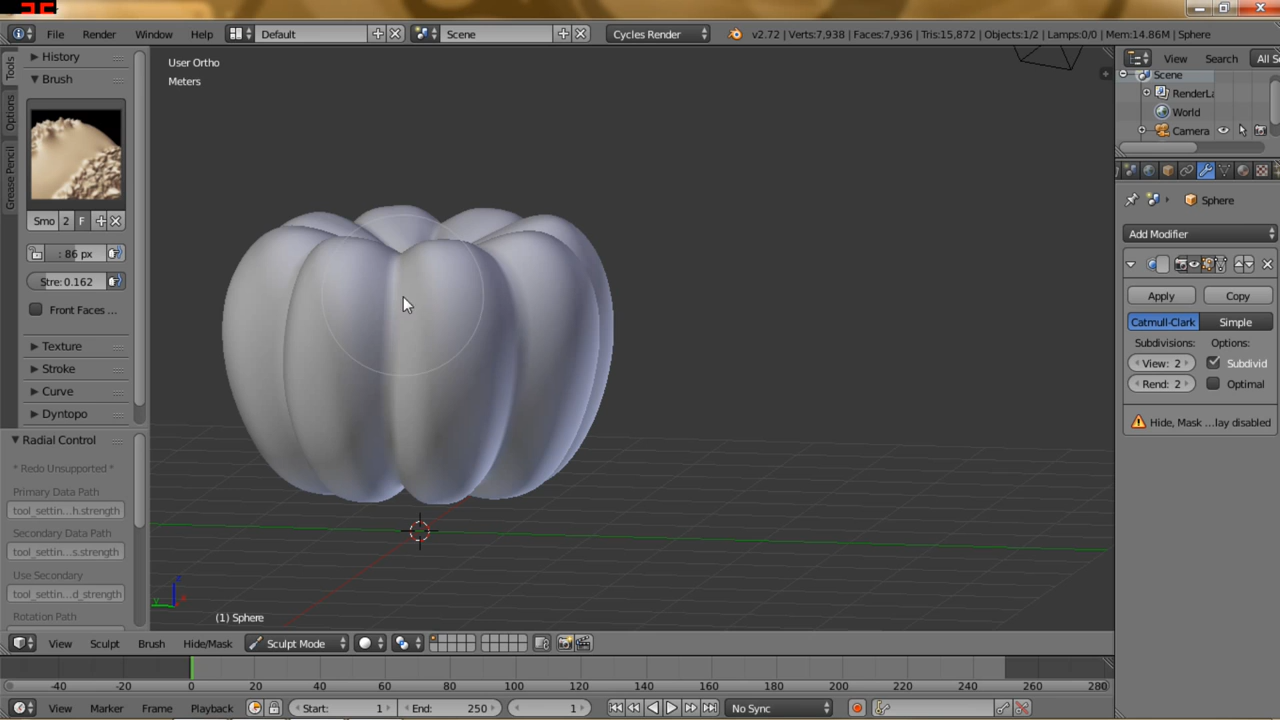 File Render Window Help Default Scene Cycles Render v2.72 | Verts:7,938 | Faces:7,936 | Tris:15,872 | Objects:1/2 | Lamps:0/0 | Mem:14.86M | Sphere
Tools
Options
Grease Pencil
History
Brush
Smo 2 F
: 86 px
Stre: 0.162
Front Faces ...
Texture
Stroke
Curve
Dyntopo
Radial Control
* Redo Unsupported *
Primary Data Path
tool_settin...h.strength
Secondary Data Path
tool_settin...s.strength
Use Secondary
tool_settin...d_strength
Rotation Path
User Ortho
Meters
z
y
(1) Sphere
View Search All S
Scene
RenderLa
World
Camera
Sphere
Add Modifier
Apply Copy
Catmull-Clark Simple
Subdivisions: Options:
View: 2 Subdivid
Rend: 2 Optimal
Hide, Mask ...lay disabled
View Sculpt Brush Hide/Mask Sculpt Mode
-40 -20 0 20 40 60 80 100 120 140 160 180 200 220 240 260 280
View Marker Frame Playback Start: 1 End: 250 1 No Sync